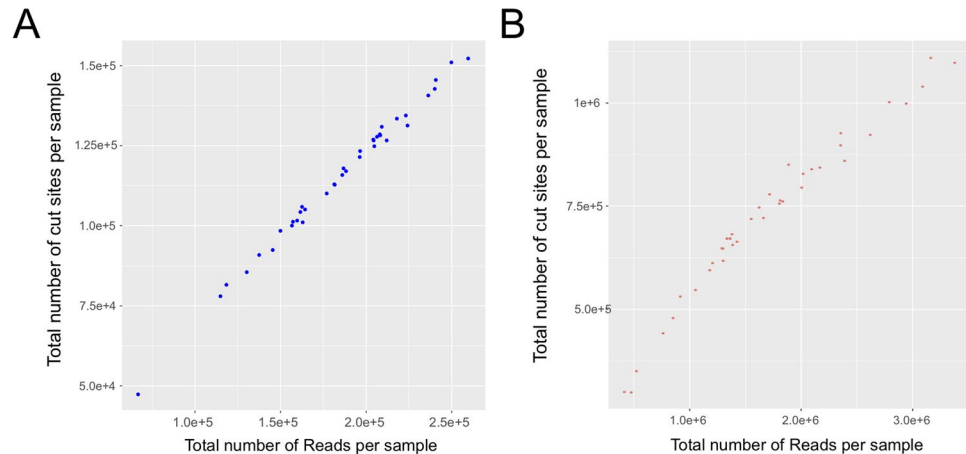 A
Total number of cut sites per sample
1.5e+5
1.25e+5
1.0e+5
7.5e+4
5.0e+4
1.0e+5
1.50e+5
2.0e+5
2.5e+5
Total number of Reads per sample
B
Total number of cut sites per sample
1e+6
7.5e+5
5.0e+5
1.0e+6
2.0e+6
3.0e+6
Total number of Reads per sample